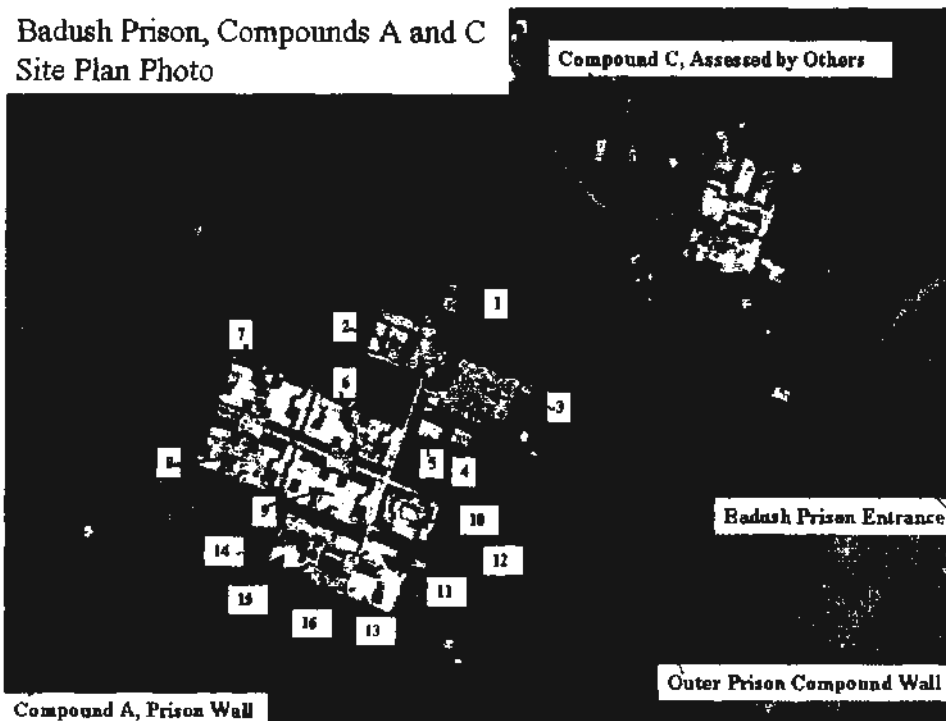 Badush Prison, Compounds A and C
Site Plan Photo
Compound C, Assessed by Others
1
2
7
6
3
8
5
4
9
10
Badush Prison Entrance
14
12
11
15
16
13
Outer Prison Compound Wall
Compound A, Prison Wall